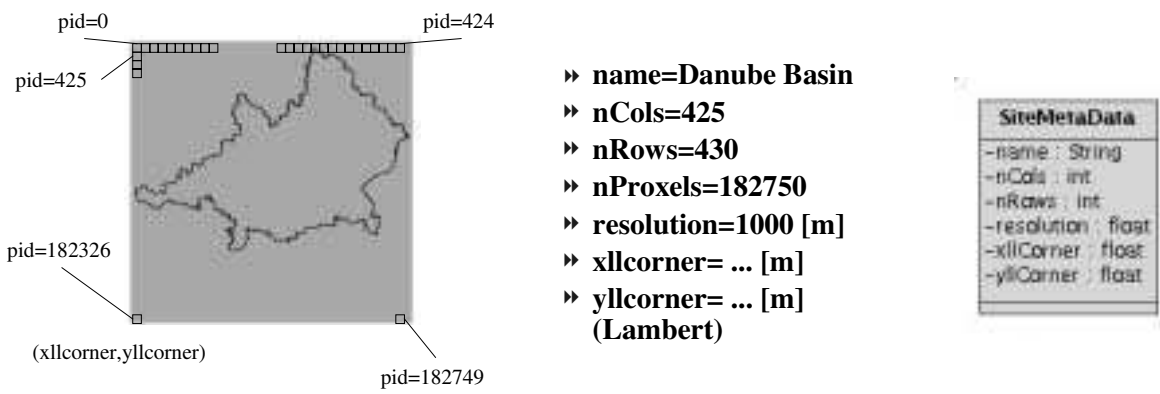 pid=0
pid=424
pid=425
pid=182326
(xllcorner,yllcorner)
pid=182749
name=Danube Basin
nCols=425
nRows=430
nProxels=182750
resolution=1000 [m]
xllcorner= ... [m]
yllcorner= ... [m]
(Lambert)
SiteMetaData
-name : String
-nCols : int
-nRows : int
-resolution : float
-xllCorner : float
-yllCorner : float